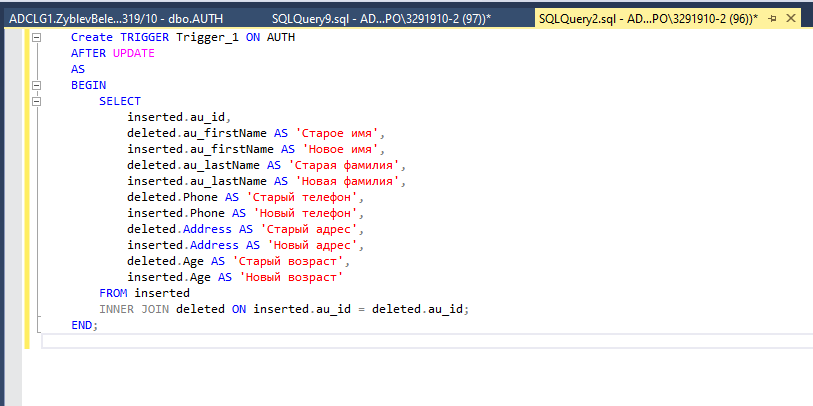 ADCLG1.ZyblevBele...319/10 - dbo.AUTH SQLQuery9.sql - AD...PO\3291910-2 (97))* SQLQuery2.sql - AD...PO\3291910-2 (96))*
Create TRIGGER Trigger_1 ON AUTH
AFTER UPDATE
AS
BEGIN
SELECT
inserted.au_id,
deleted.au_firstName AS 'Старое имя',
inserted.au_firstName AS 'Новое имя',
deleted.au_lastName AS 'Старая фамилия',
inserted.au_lastName AS 'Новая фамилия',
deleted.Phone AS 'Старый телефон',
inserted.Phone AS 'Новый телефон',
deleted.Address AS 'Старый адрес',
inserted.Address AS 'Новый адрес',
deleted.Age AS 'Старый возраст',
inserted.Age AS 'Новый возраст'
FROM inserted
INNER JOIN deleted ON inserted.au_id = deleted.au_id;
END;